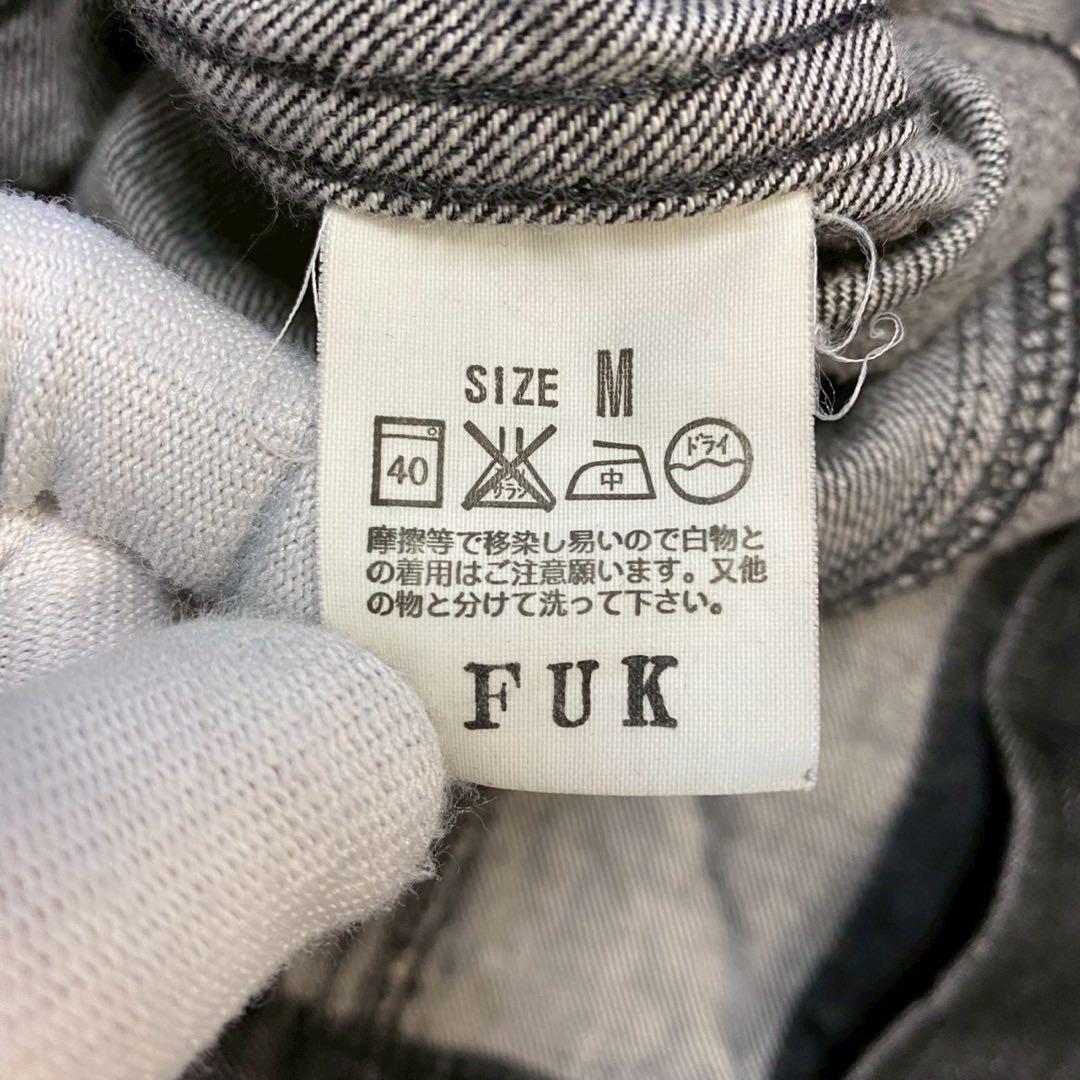 SIZE M
40 サラシ 中 ドライ
摩擦等で移染し易いので白物と
の着用はご注意願います。又他
の物と分けて洗って下さい。
FUK